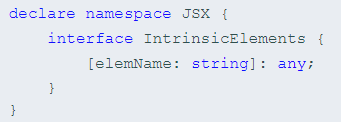 declare namespace JSX {
    interface IntrinsicElements {
        [elemName: string]: any;
    }
}